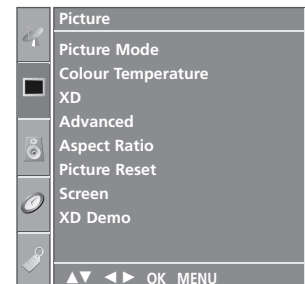 Picture
Picture Mode
Colour Temperature
XD
Advanced
Aspect Ratio
Picture Reset
Screen
XD Demo
▲▼ ◄► OK MENU